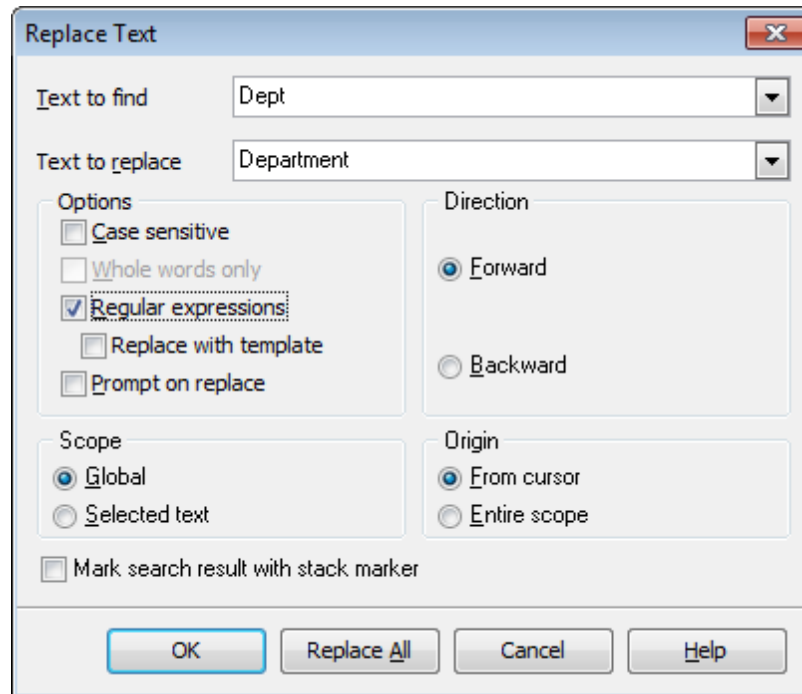 Replace Text
Text to find
Dept
Text to replace
Department
Options
Case sensitive
Whole words only
Regular expressions
Replace with template
Prompt on replace
Direction
Forward
Backward
Scope
Global
Selected text
Origin
From cursor
Entire scope
Mark search result with stack marker
OK
Replace All
Cancel
Help